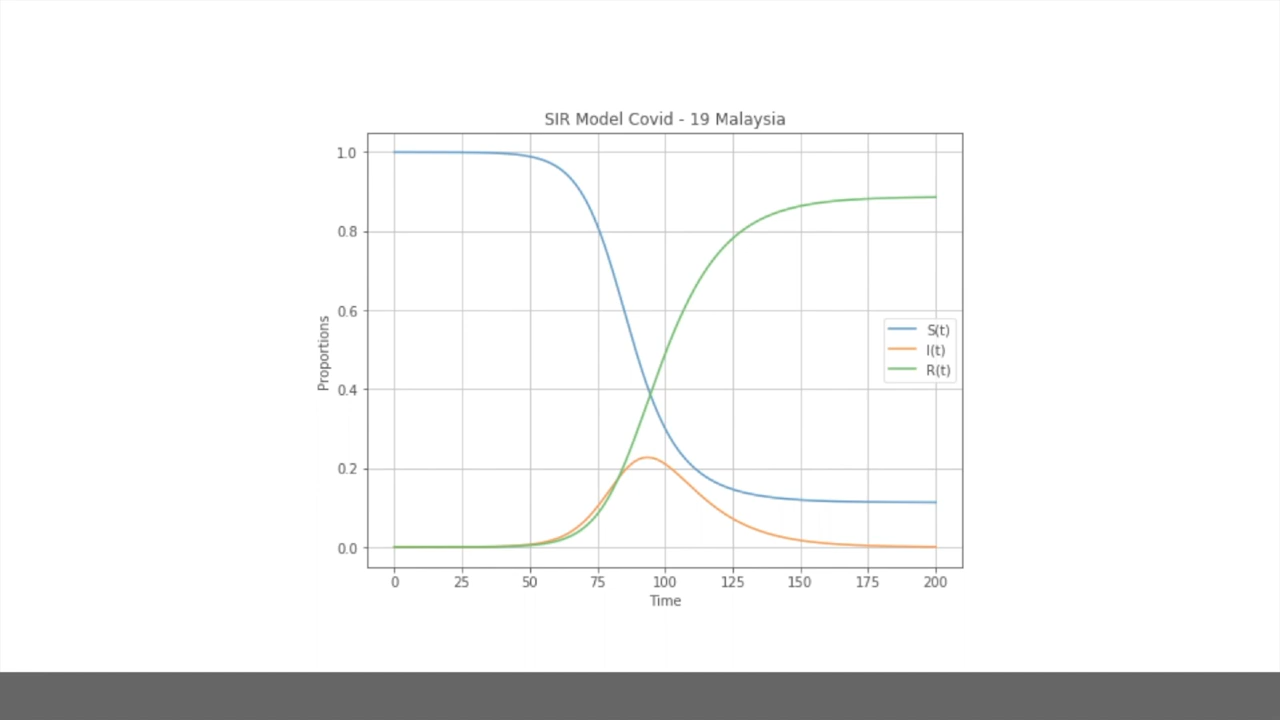 SIR Model Covid - 19 Malaysia
1.0
0.8
0.6
0.4
0.2
0.0
Proportions
S(t)
I(t)
R(t)
0 25 50 75 100 125 150 175 200
Time